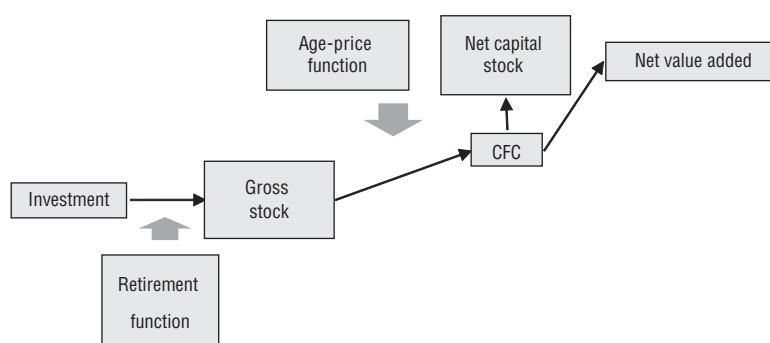 Age-price
function
Net capital
stock
Net value added
CFC
Gross
stock
Investment
Retirement
function